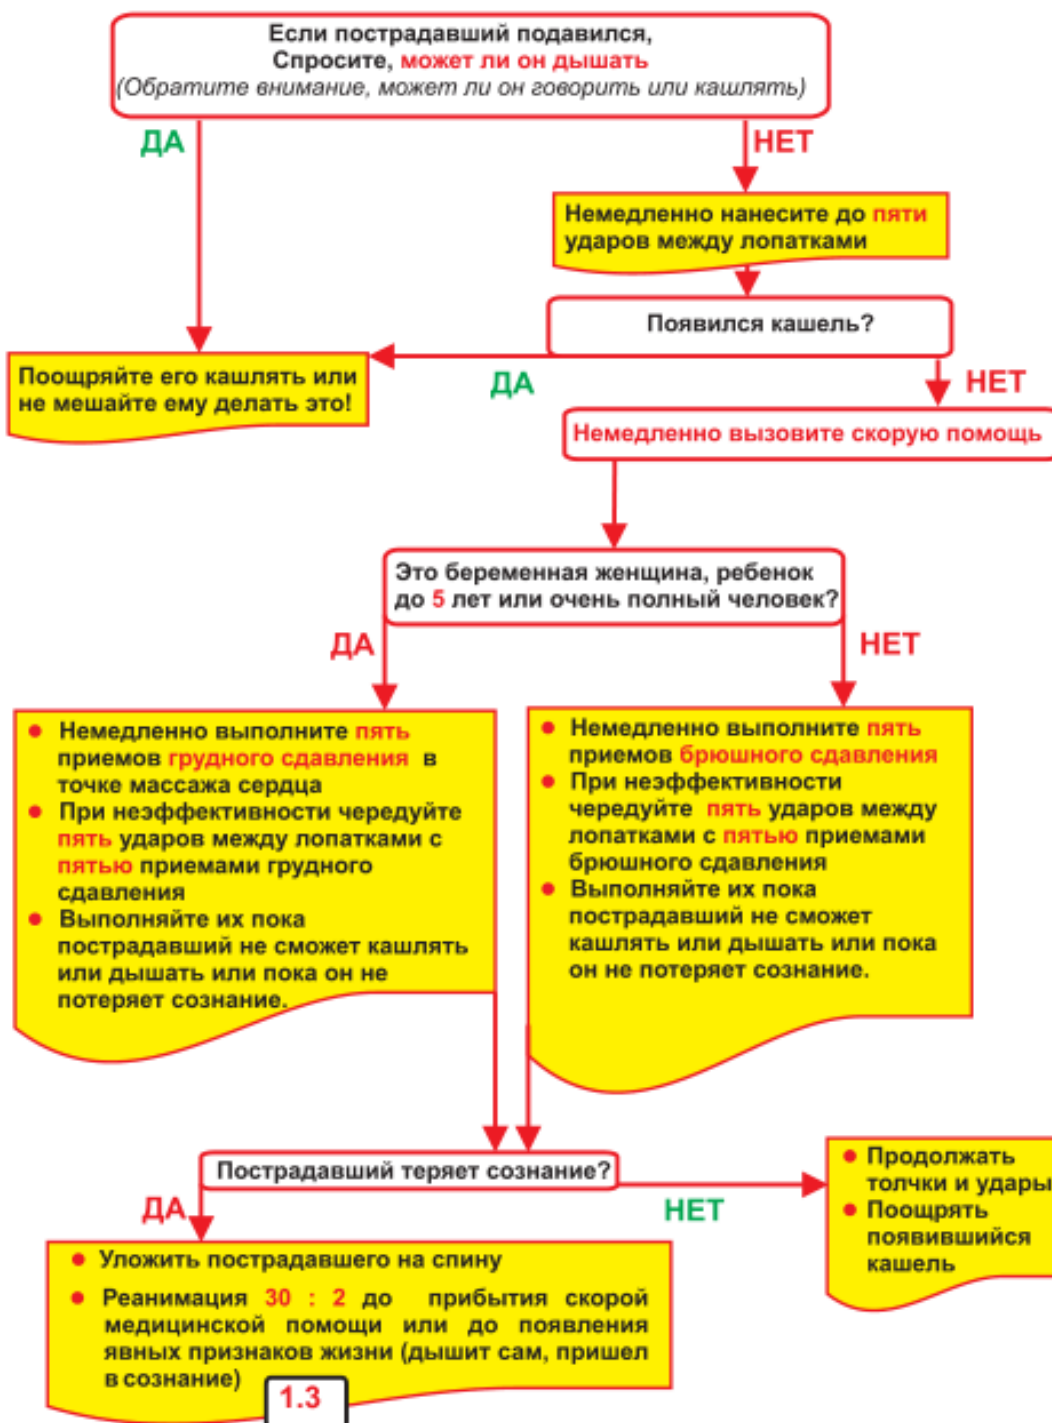 Если пострадавший подавился,
Спросите, может ли он дышать
(Обратите внимание, может ли он говорить или кашлять)
ДА
НЕТ
Немедленно нанесите до пяти
ударов между лопатками
Появился кашель?
ДА
НЕТ
Поощряйте его кашлять или
не мешайте ему делать это!
Немедленно вызовите скорую помощь
Это беременная женщина, ребенок
до 5 лет или очень полный человек?
ДА
НЕТ
• Немедленно выполните пять
приемов грудного сдавления в
точке массажа сердца
• При неэффективности чередуйте
пять ударов между лопатками с
пятью приемами грудного
сдавления
• Выполняйте их пока
пострадавший не сможет кашлять
или дышать или пока он не
потеряет сознание.
• Немедленно выполните пять
приемов брюшного сдавления
• При неэффективности
чередуйте пять ударов между
лопатками с пятью приемами
брюшного сдавления
• Выполняйте их пока
пострадавший не сможет
кашлять или дышать или пока
он не потеряет сознание.
Пострадавший теряет сознание?
ДА
НЕТ
• Продолжать
толчки и удары
• Поощрять
появившийся
кашель
• Уложить пострадавшего на спину
• Реанимация 30 : 2 до прибытия скорой
медицинской помощи или до появления
явных признаков жизни (дышит сам, пришел
в сознание)
1.3